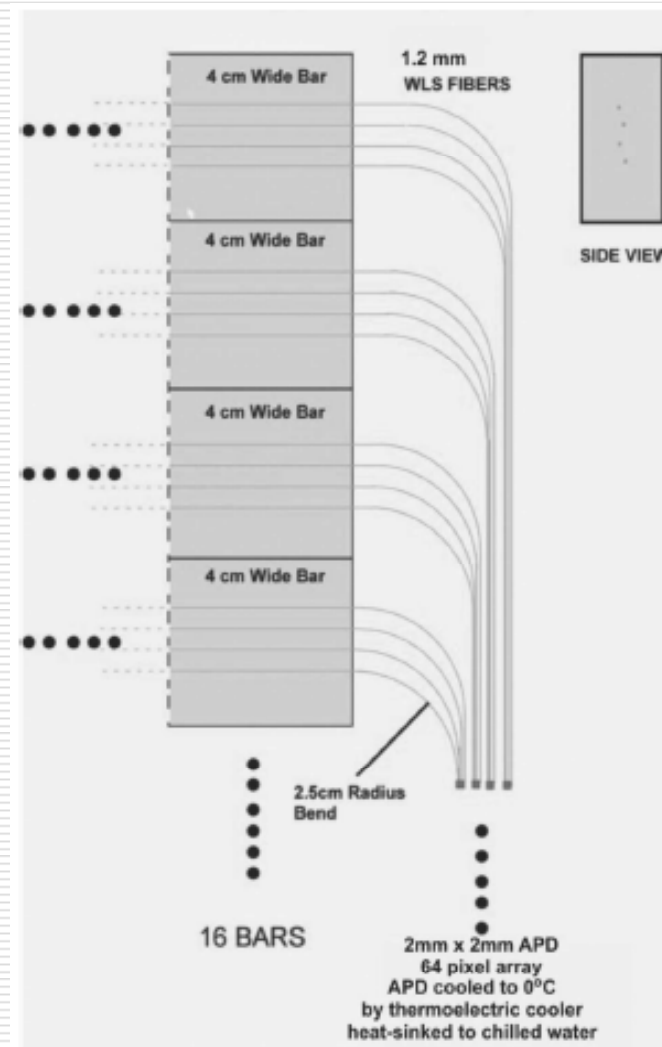 1.2 mm
WLS FIBERS
4 cm Wide Bar
SIDE VIEW
4 cm Wide Bar
4 cm Wide Bar
4 cm Wide Bar
2.5cm Radius
Bend
16 BARS
2mm x 2mm APD
64 pixel array
APD cooled to 0°C
by thermoelectric cooler
heat-sinked to chilled water